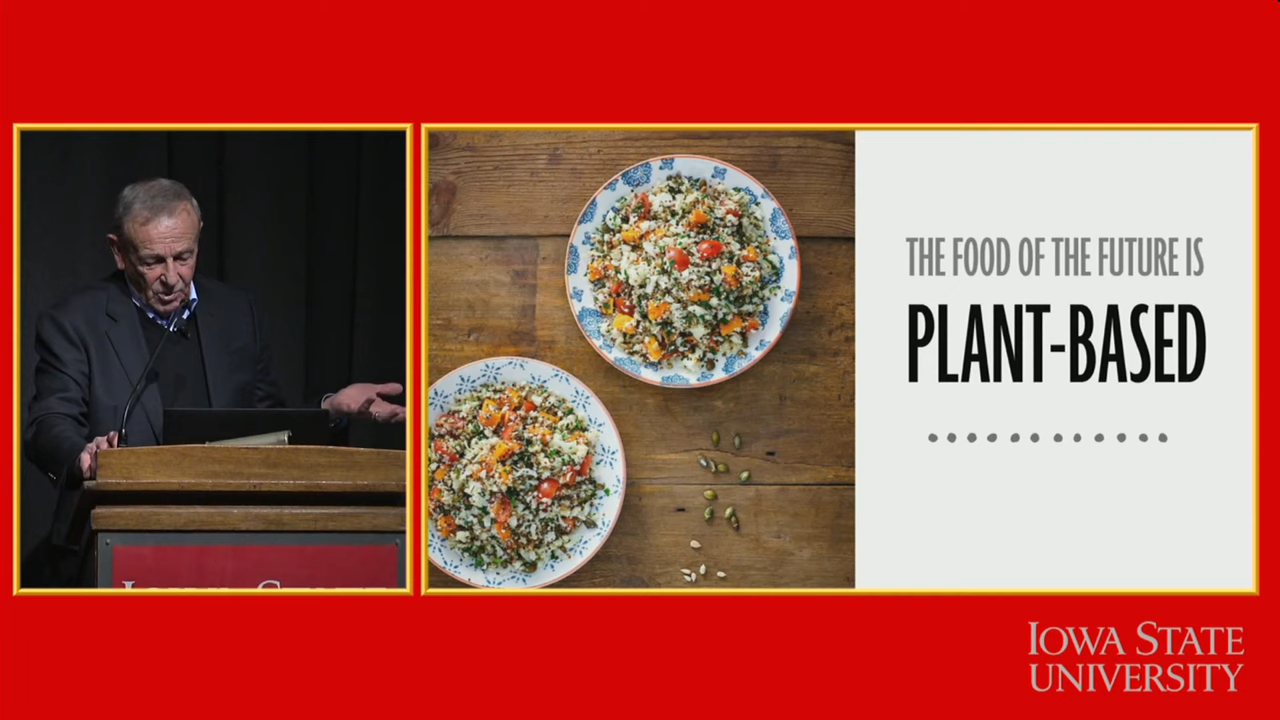 THE FOOD OF THE FUTURE IS
PLANT-BASED
IOWA STATE
UNIVERSITY